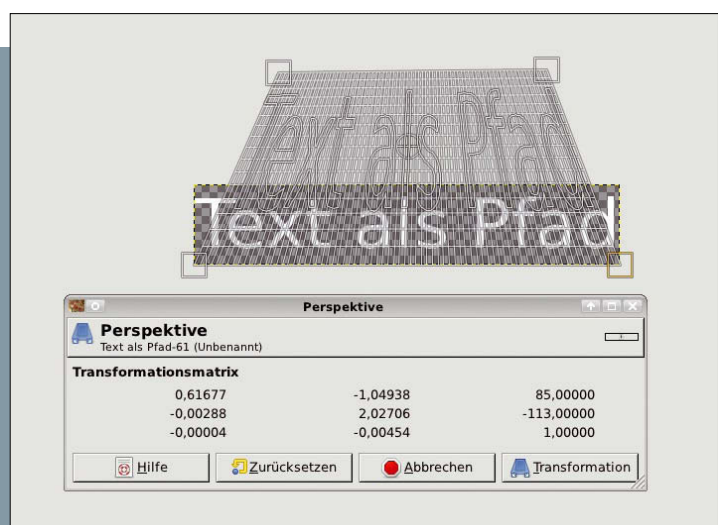 Text als Pfad
Text als Pfad
Perspektive
Perspektive
Text als Pfad-61 (Unbenannt)
Transformationsmatrix
0,61677 -1,04938 85,00000
-0,00288 2,02706 -113,00000
-0,00004 -0,00454 1,00000
Hilfe Zurücksetzen Abbrechen Transformation